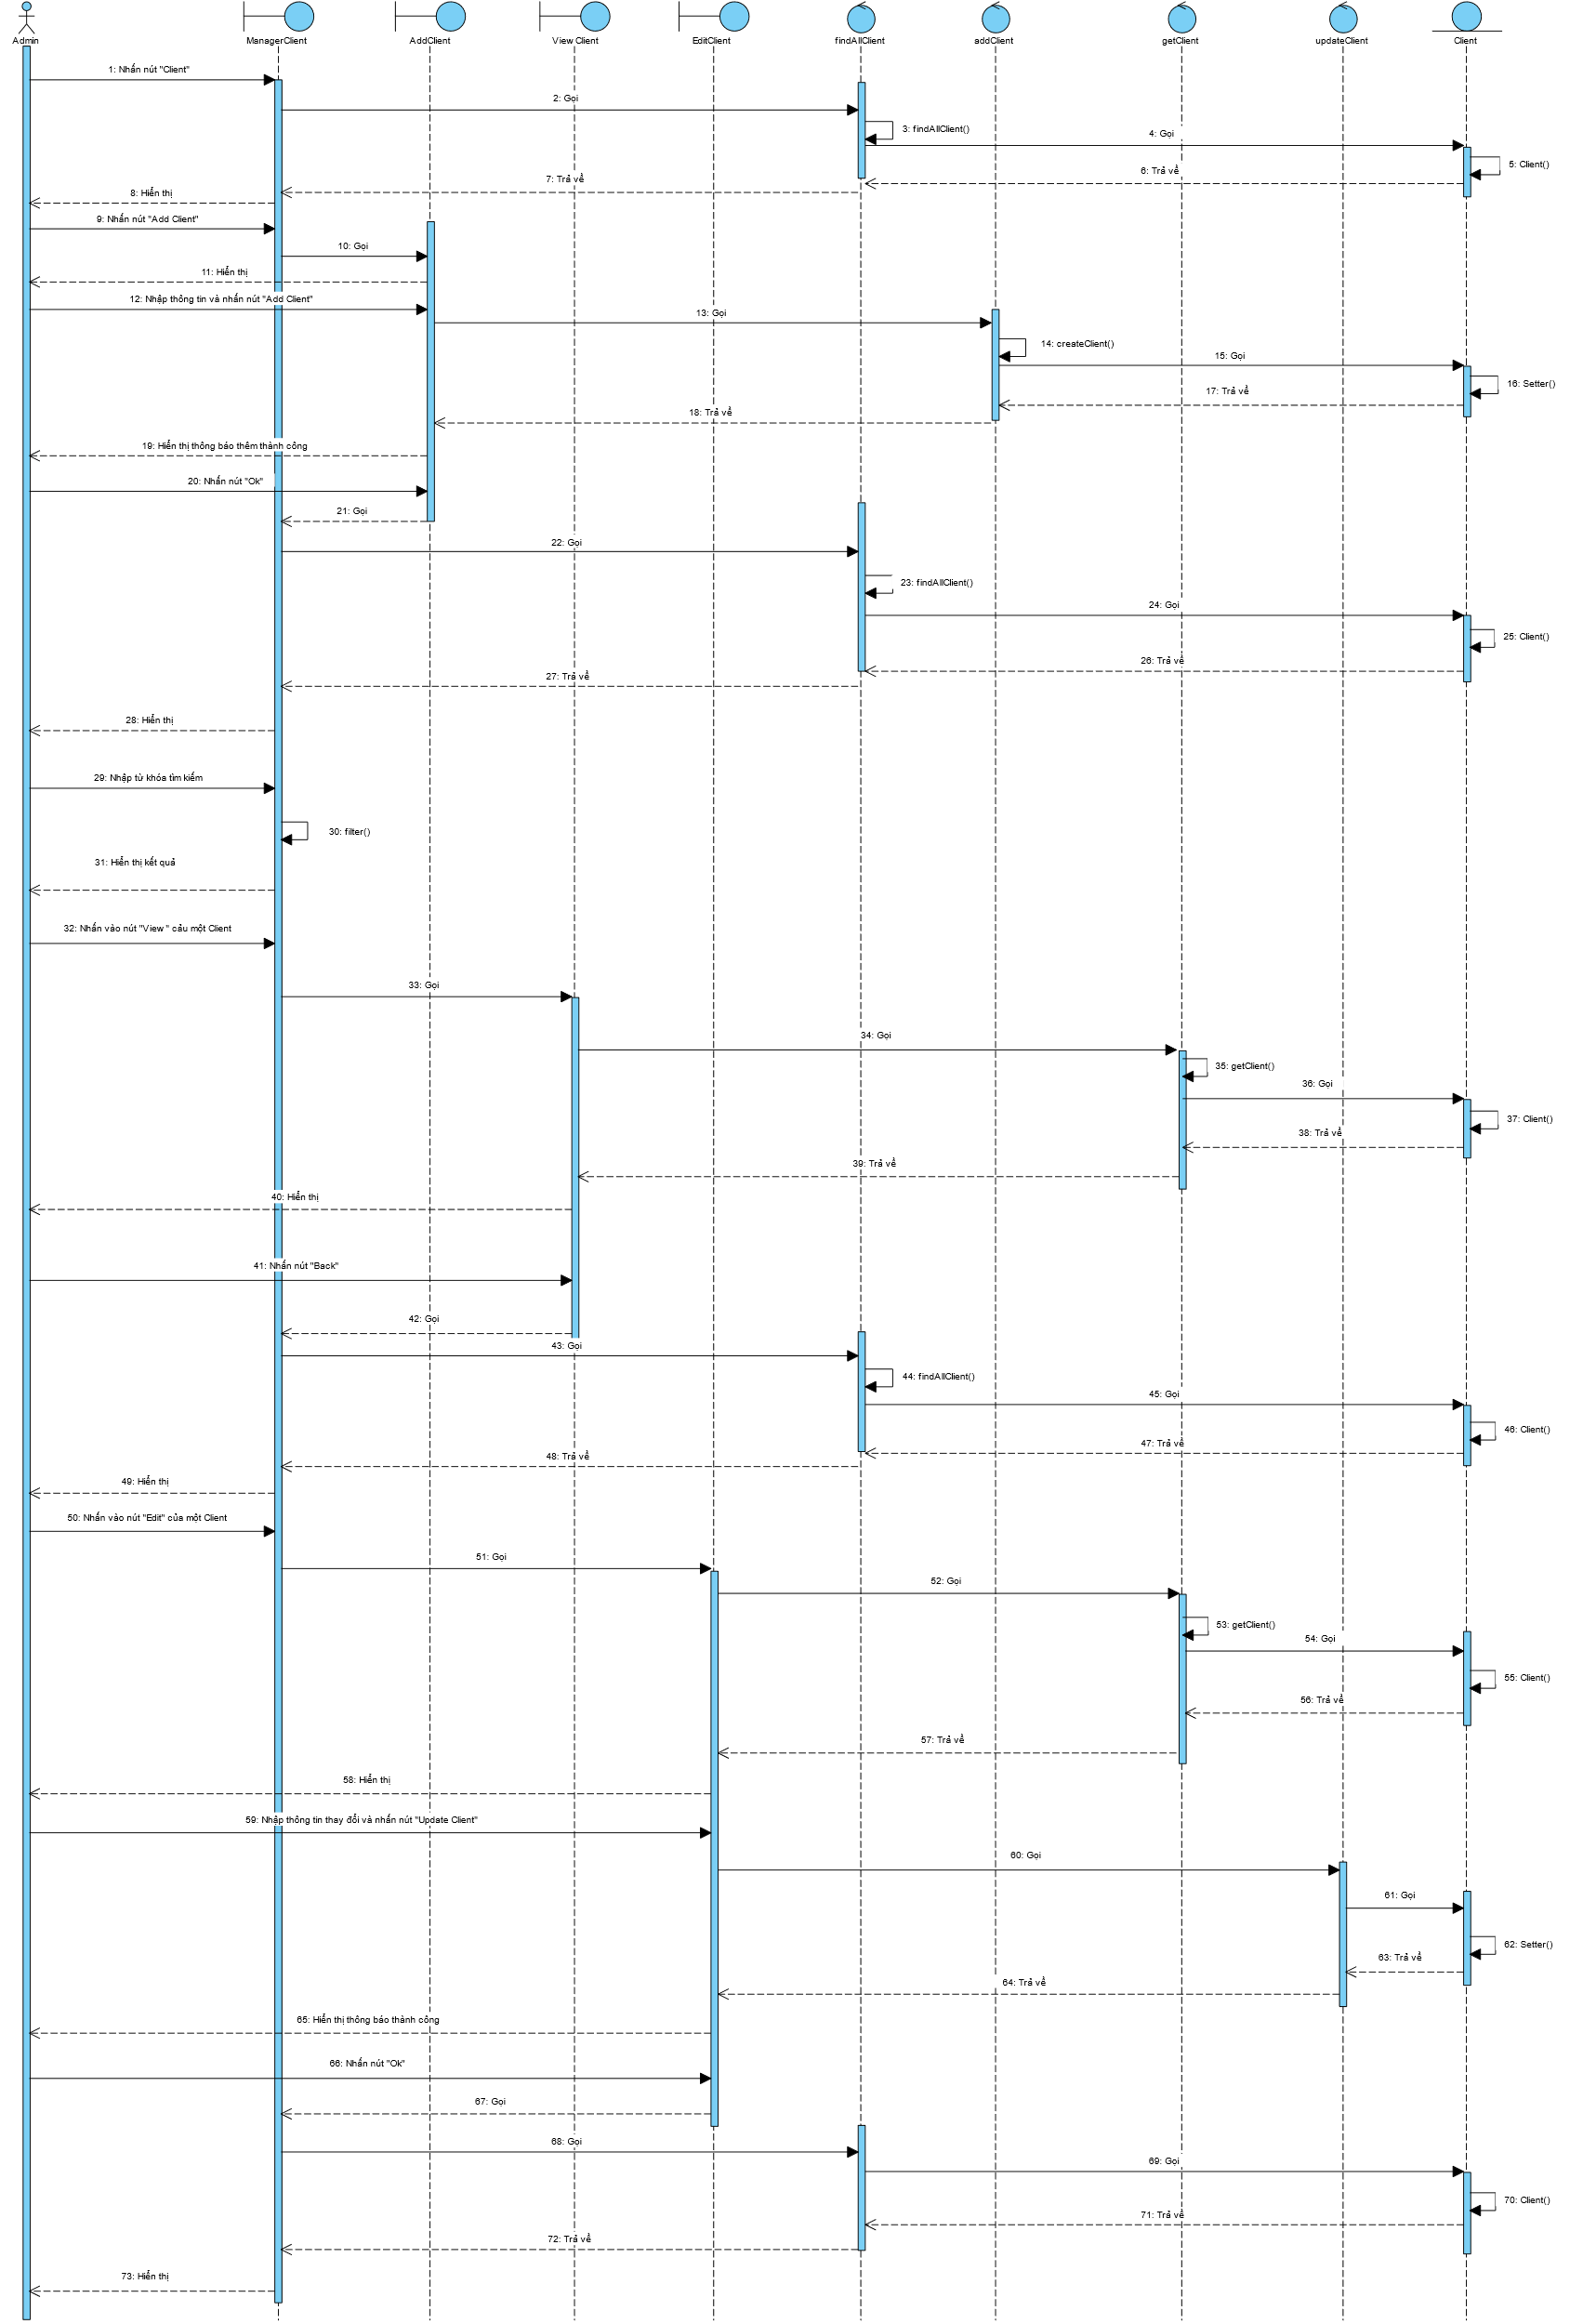 Admin
ManagerClient
AddClient
View Client
EditClient
findAllClient
addClient
getClient
updateClient
Client
1: Nhấn nút "Client"
2: Gọi
3: findAllClient()
4: Gọi
5: Client()
6: Trả về
7: Trả về
8: Hiển thị
9: Nhấn nút "Add Client"
10: Gọi
11: Hiển thị
12: Nhập thông tin và nhấn nút "Add Client"
13: Gọi
14: createClient()
15: Gọi
16: Setter()
17: Trả về
18: Trả về
19: Hiển thị thông báo thêm thành công
20: Nhấn nút "Ok"
21: Gọi
22: Gọi
23: findAllClient()
24: Gọi
25: Client()
26: Trả về
27: Trả về
28: Hiển thị
29: Nhập từ khóa tìm kiếm
30: filter()
31: Hiển thị kết quả
32: Nhấn vào nút "View " cảu một Client
33: Gọi
34: Gọi
35: getClient()
36: Gọi
37: Client()
38: Trả về
39: Trả về
40: Hiển thị
41: Nhấn nút "Back"
42: Gọi
43: Gọi
44: findAllClient()
45: Gọi
46: Client()
47: Trả về
48: Trả về
49: Hiển thị
50: Nhấn vào nút "Edit" của một Client
51: Gọi
52: Gọi
53: getClient()
54: Gọi
55: Client()
56: Trả về
57: Trả về
58: Hiển thị
59: Nhập thông tin thay đổi và nhấn nút "Update Client"
60: Gọi
61: Gọi
62: Setter()
63: Trả về
64: Trả về
65: Hiển thị thông báo thành công
66: Nhấn nút "Ok"
67: Gọi
68: Gọi
69: Gọi
70: Client()
71: Trả về
72: Trả về
73: Hiển thị